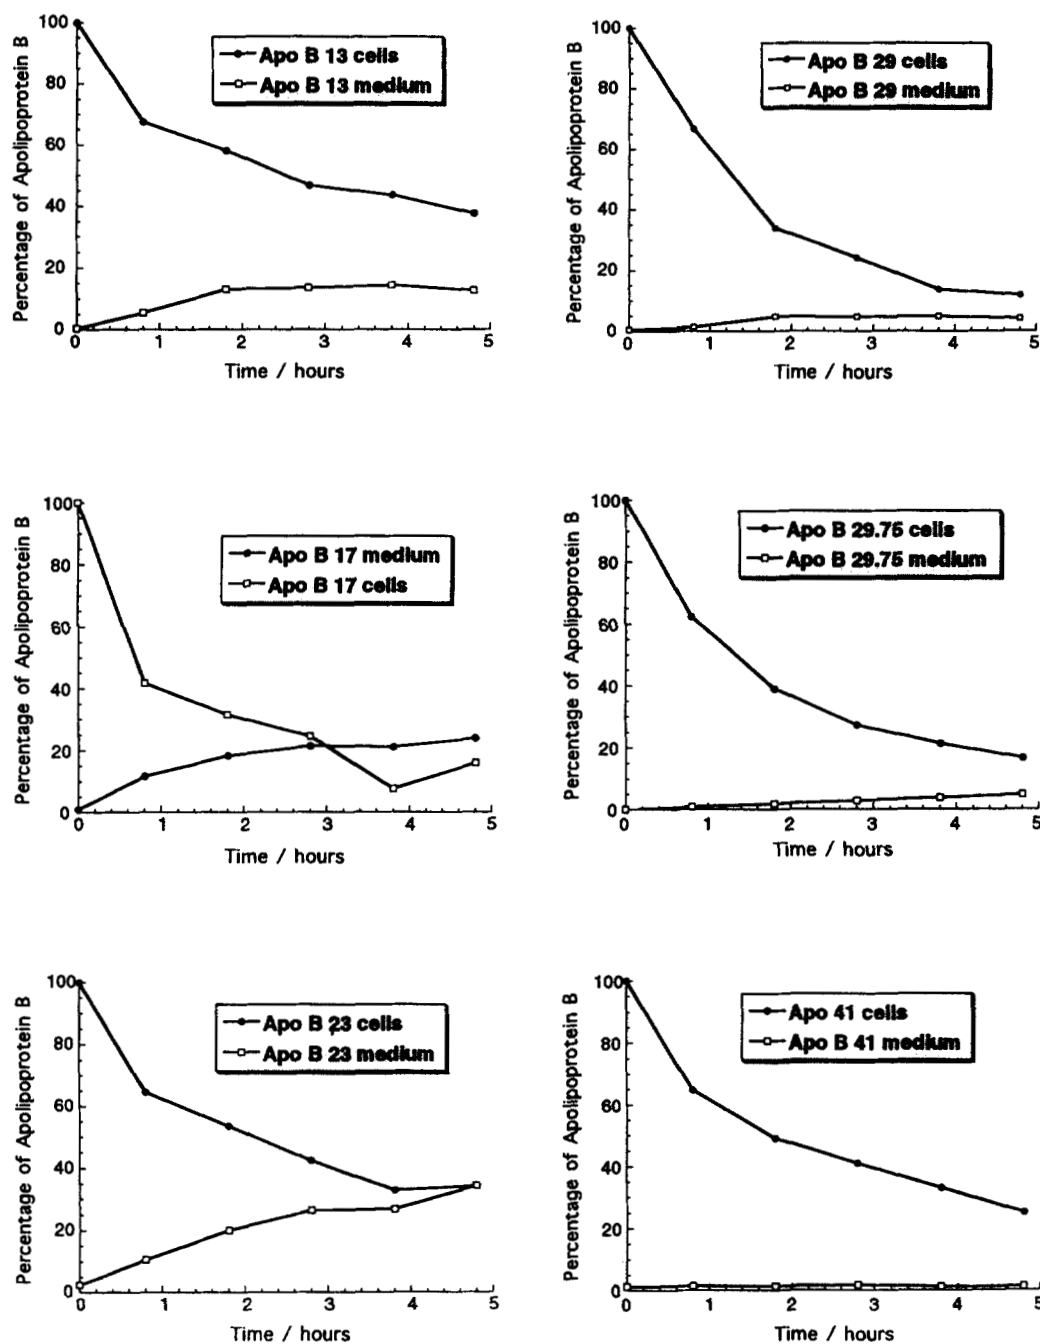 Percentage of Apolipoprotein B
100
80
60
40
20
0
Apo B 13 cells
Apo B 13 medium
0 1 2 3 4 5
Time / hours
Percentage of Apolipoprotein B
100
80
60
40
20
0
Apo B 29 cells
Apo B 29 medium
0 1 2 3 4 5
Time / hours
Percentage of Apolipoprotein B
100
80
60
40
20
0
Apo B 17 medium
Apo B 17 cells
0 1 2 3 4 5
Time / hours
Percentage of Apolipoprotein B
100
80
60
40
20
0
Apo B 29.75 cells
Apo B 29.75 medium
0 1 2 3 4 5
Time / hours
Percentage of Apolipoprotein B
100
80
60
40
20
0
Apo B 23 cells
Apo B 23 medium
0 1 2 3 4 5
Time / hours
Percentage of Apolipoprotein B
100
80
60
40
20
0
Apo 41 cells
Apo B 41 medium
0 1 2 3 4 5
Time / hours